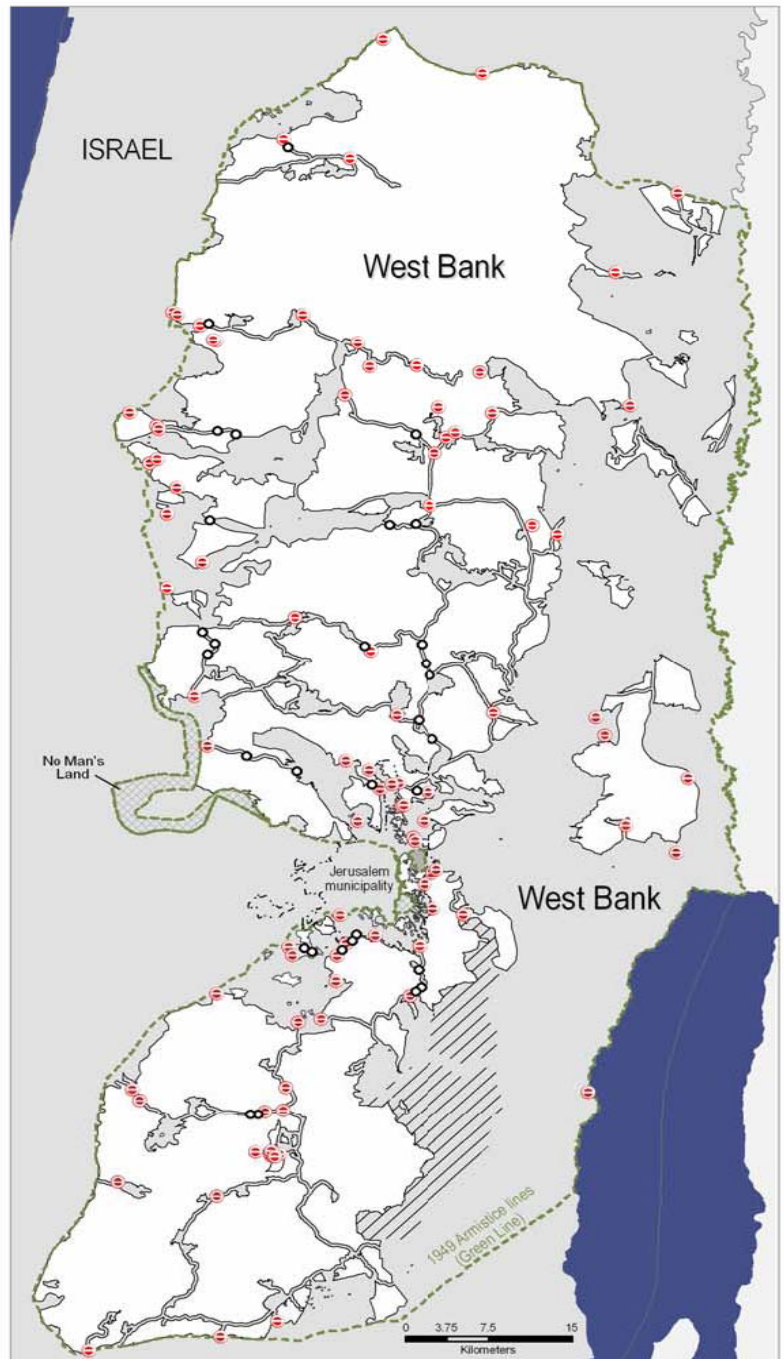 ISRAEL
West Bank
No Man's
Land
Jerusalem
municipality
West Bank
1949 Armistice lines
(Green Line)
0 3.75 7.5 15
Kilometers